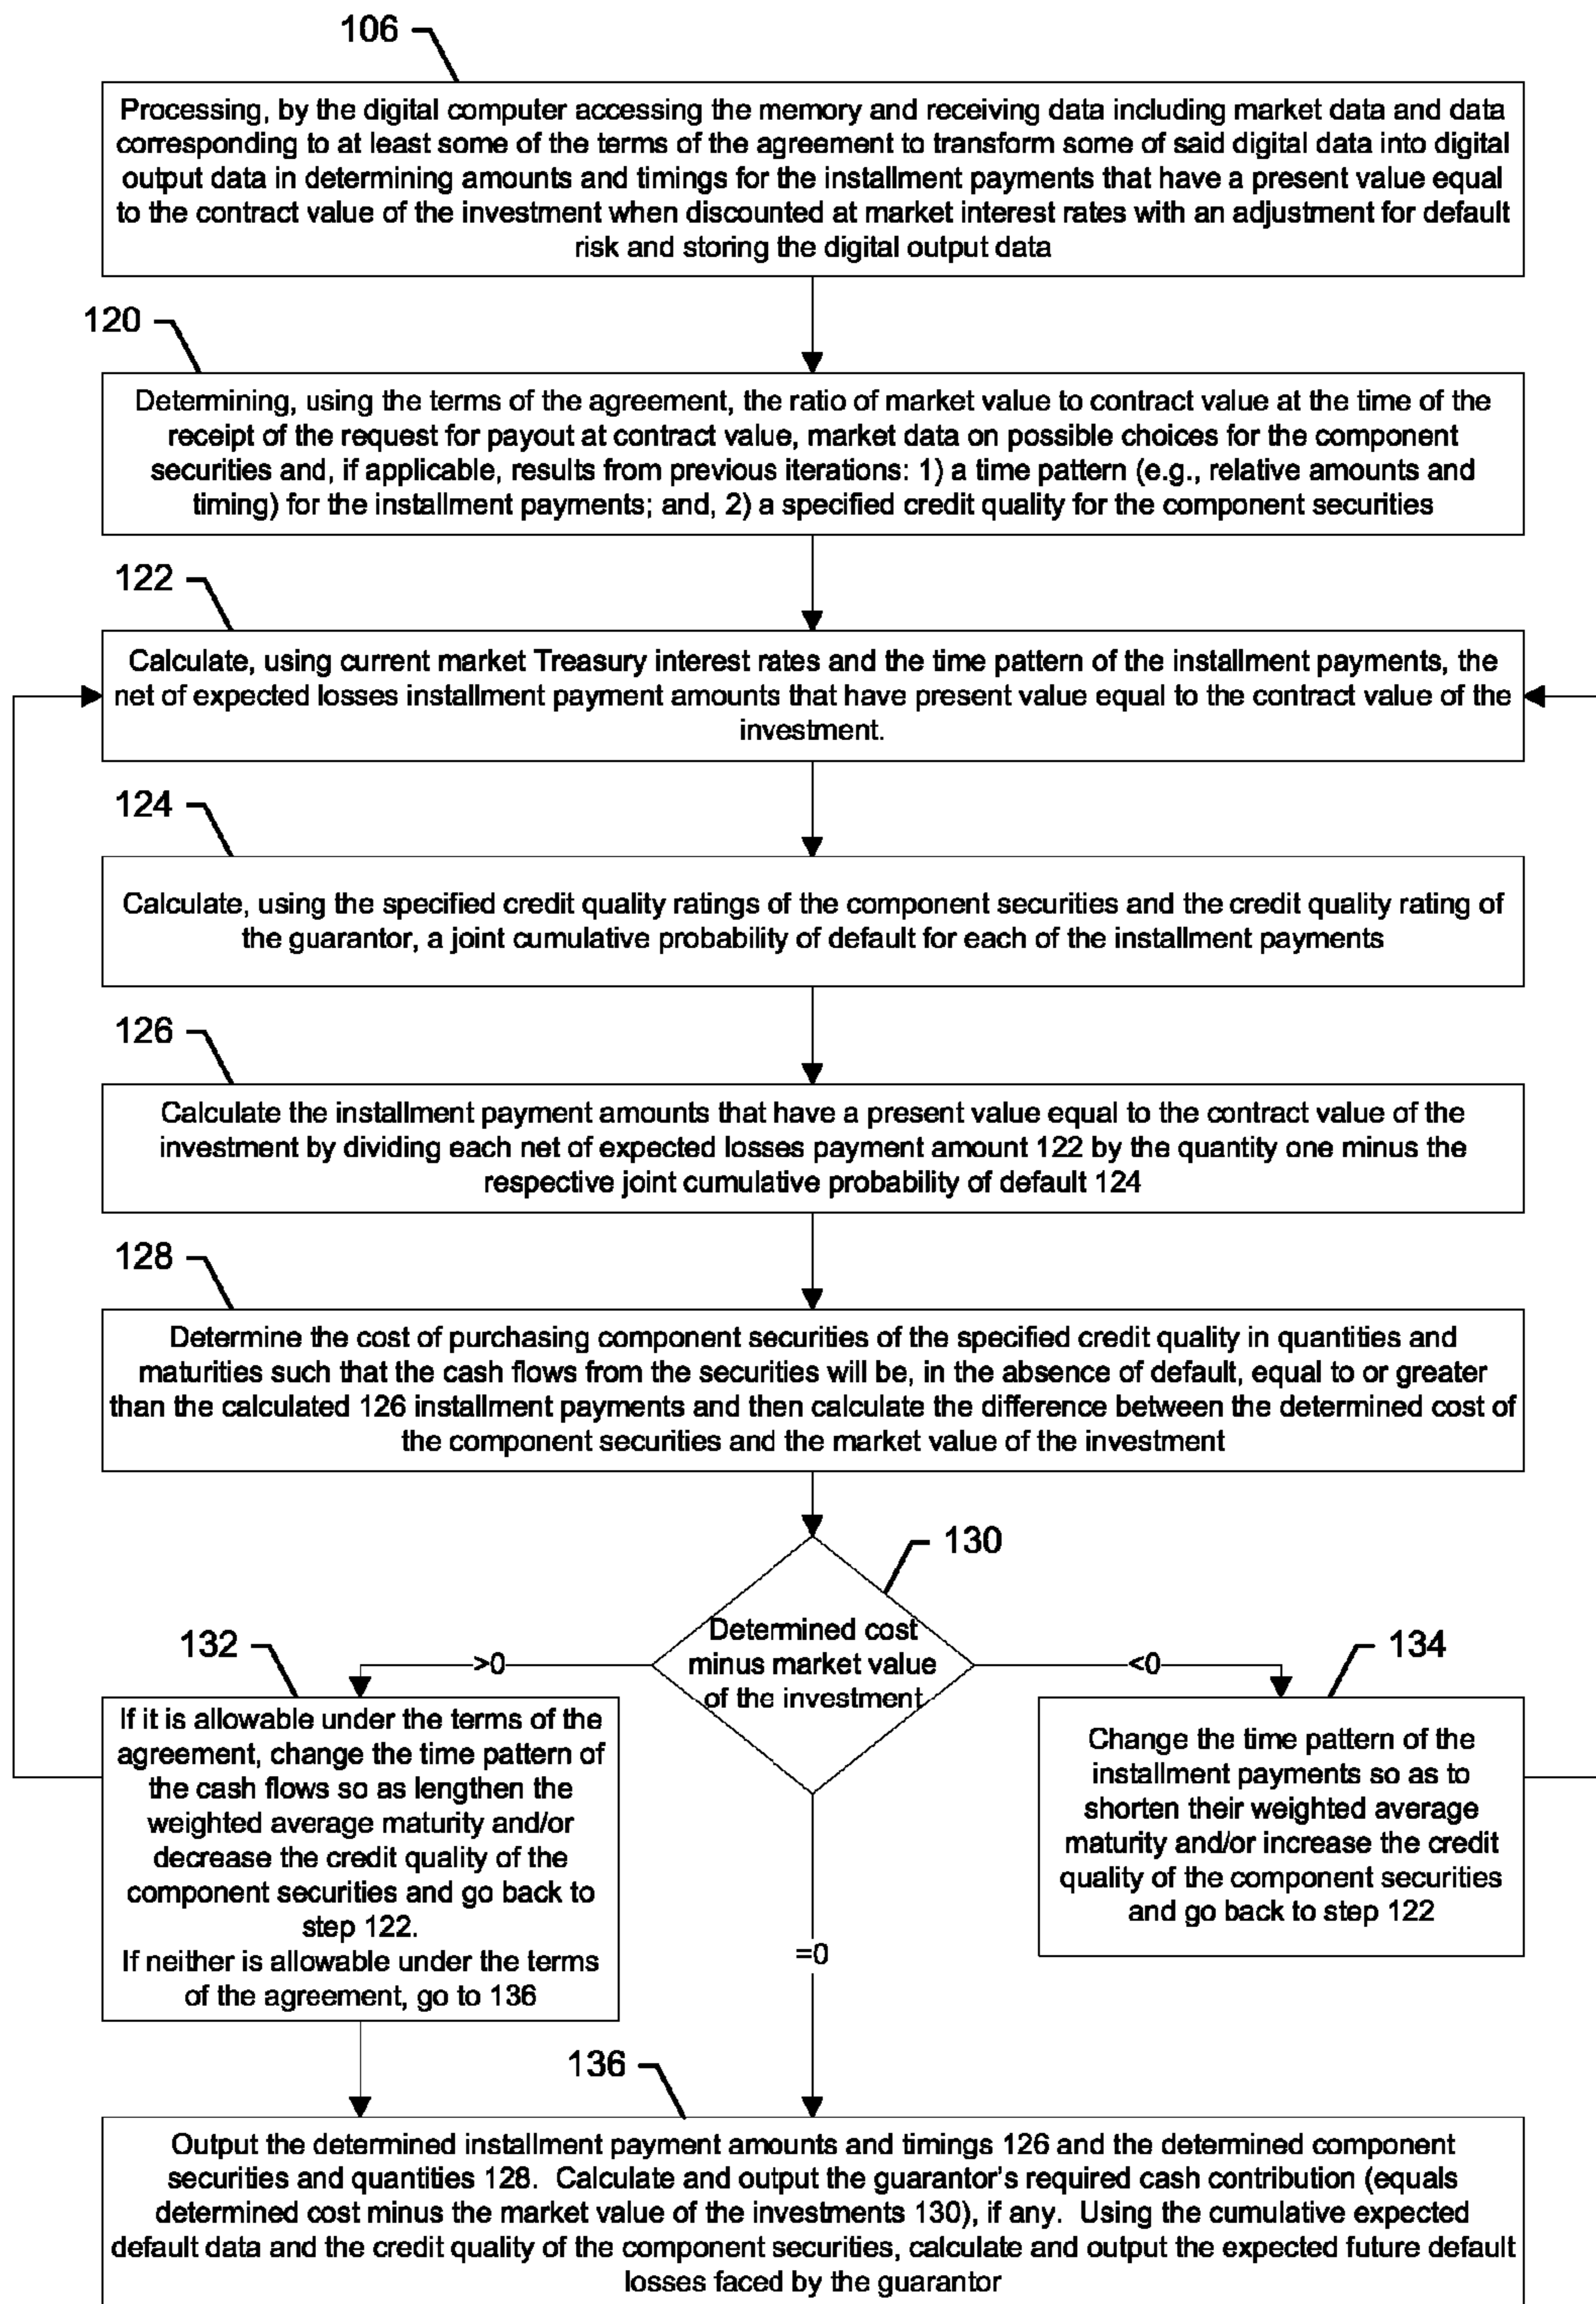 106
Processing, by the digital computer accessing the memory and receiving data including market data and data
corresponding to at least some of the terms of the agreement to transform some of said digital data into digital
output data in determining amounts and timings for the installment payments that have a present value equal
to the contract value of the investment when discounted at market interest rates with an adjustment for default
risk and storing the digital output data
120
Determining, using the terms of the agreement, the ratio of market value to contract value at the time of the
receipt of the request for payout at contract value, market data on possible choices for the component
securities and, if applicable, results from previous iterations: 1) a time pattern (e.g., relative amounts and
timing) for the installment payments; and, 2) a specified credit quality for the component securities
122
Calculate, using current market Treasury interest rates and the time pattern of the installment payments, the
net of expected losses installment payment amounts that have present value equal to the contract value of the
investment.
124
Calculate, using the specified credit quality ratings of the component securities and the credit quality rating of
the guarantor, a joint cumulative probability of default for each of the installment payments
126
Calculate the installment payment amounts that have a present value equal to the contract value of the
investment by dividing each net of expected losses payment amount 122 by the quantity one minus the
respective joint cumulative probability of default 124
128
Determine the cost of purchasing component securities of the specified credit quality in quantities and
maturities such that the cash flows from the securities will be, in the absence of default, equal to or greater
than the calculated 126 installment payments and then calculate the difference between the determined cost of
the component securities and the market value of the investment
130
Determined cost
minus market value
of the investment
>0
<0
=0
132
If it is allowable under the terms of the
agreement, change the time pattern of
the cash flows so as lengthen the
weighted average maturity and/or
decrease the credit quality of the
component securities and go back to
step 122.
If neither is allowable under the terms
of the agreement, go to 136
134
Change the time pattern of the
installment payments so as to
shorten their weighted average
maturity and/or increase the credit
quality of the component securities
and go back to step 122
136
Output the determined installment payment amounts and timings 126 and the determined component
securities and quantities 128.  Calculate and output the guarantor's required cash contribution (equals
determined cost minus the market value of the investments 130), if any.  Using the cumulative expected
default data and the credit quality of the component securities, calculate and output the expected future default
losses faced by the guarantor